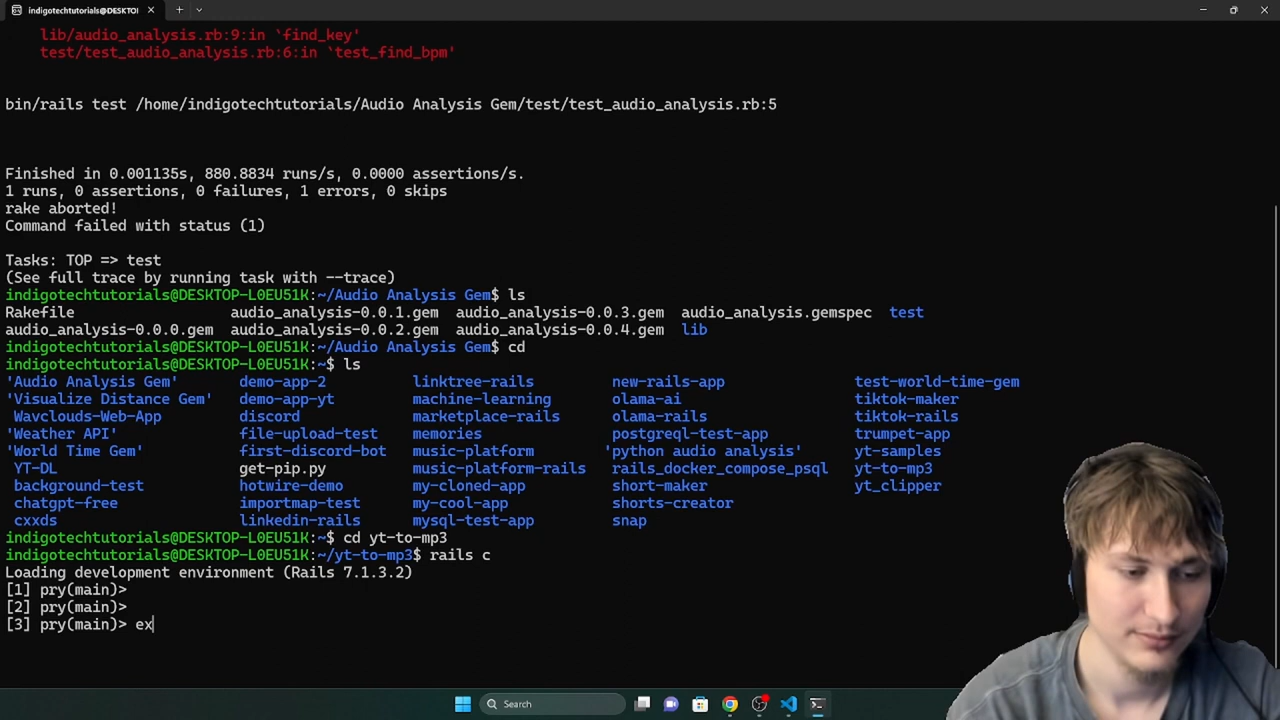 indigotechtutorials@DESKTO!
lib/audio_analysis.rb:9:in `find_key'
test/test_audio_analysis.rb:6:in `test_find_bpm'
bin/rails test /home/indigotechtutorials/Audio Analysis Gem/test/test_audio_analysis.rb:5
Finished in 0.001135s, 880.8834 runs/s, 0.0000 assertions/s.
1 runs, 0 assertions, 0 failures, 1 errors, 0 skips
rake aborted!
Command failed with status (1)
Tasks: TOP => test
(See full trace by running task with --trace)
indigotechtutorials@DESKTOP-L0EU51K:~/Audio Analysis Gem$ ls
Rakefile audio_analysis-0.0.1.gem audio_analysis-0.0.3.gem audio_analysis.gemspec test
audio_analysis-0.0.0.gem audio_analysis-0.0.2.gem audio_analysis-0.0.4.gem lib
indigotechtutorials@DESKTOP-L0EU51K:~/Audio Analysis Gem$ cd
indigotechtutorials@DESKTOP-L0EU51K:~$ ls
'Audio Analysis Gem' demo-app-2 linktree-rails new-rails-app test-world-time-gem
'Visualize Distance Gem' demo-app-yt machine-learning olama-ai tiktok-maker
Wavclouds-Web-App discord marketplace-rails olama-rails tiktok-rails
'Weather API' file-upload-test memories postgreql-test-app trumpet-app
'World Time Gem' first-discord-bot music-platform 'python audio analysis' yt-samples
YT-DL get-pip.py music-platform-rails rails_docker_compose_psql yt-to-mp3
background-test hotwire-demo my-cloned-app short-maker yt_clipper
chatgpt-free importmap-test my-cool-app shorts-creator
cxxds linkedin-rails mysql-test-app snap
indigotechtutorials@DESKTOP-L0EU51K:~$ cd yt-to-mp3
indigotechtutorials@DESKTOP-L0EU51K:~/yt-to-mp3$ rails c
Loading development environment (Rails 7.1.3.2)
[1] pry(main)>
[2] pry(main)>
[3] pry(main)> ex
Search